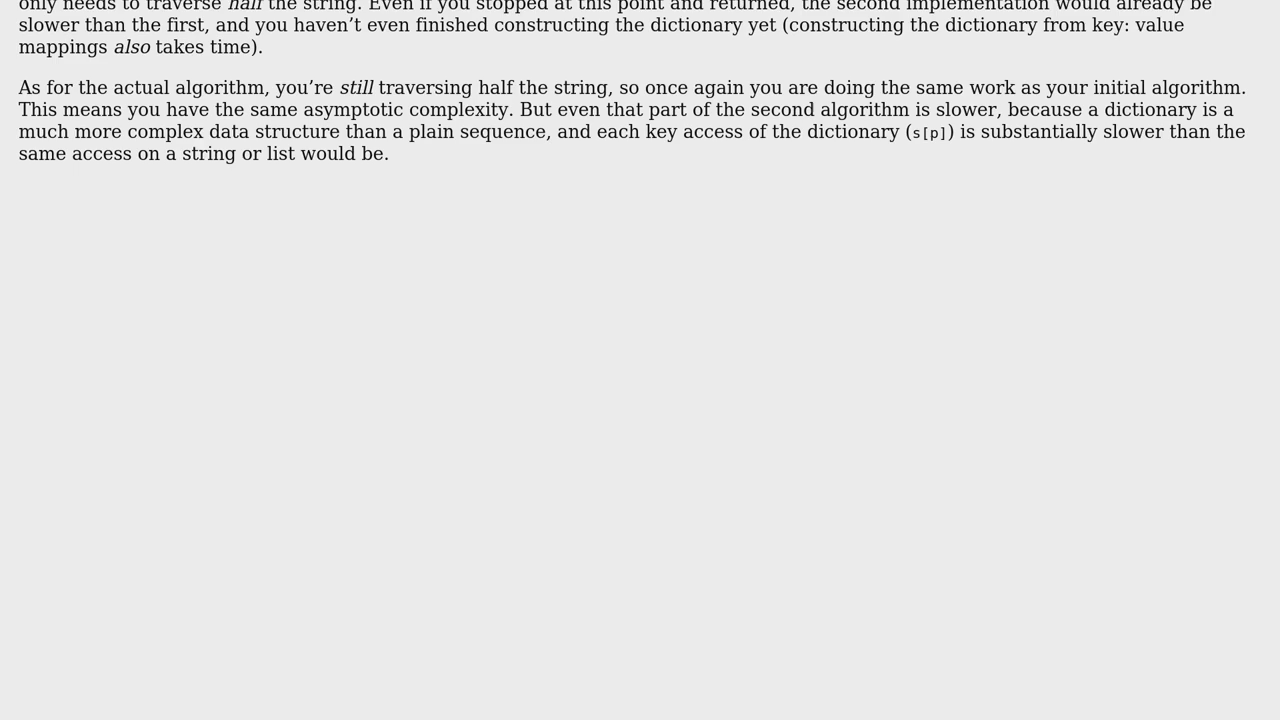 only needs to traverse half the string. Even if you stopped at this point and returned, the second implementation would already be
slower than the first, and you haven’t even finished constructing the dictionary yet (constructing the dictionary from key: value
mappings also takes time).
As for the actual algorithm, you’re still traversing half the string, so once again you are doing the same work as your initial algorithm.
This means you have the same asymptotic complexity. But even that part of the second algorithm is slower, because a dictionary is a
much more complex data structure than a plain sequence, and each key access of the dictionary (s[p]) is substantially slower than the
same access on a string or list would be.